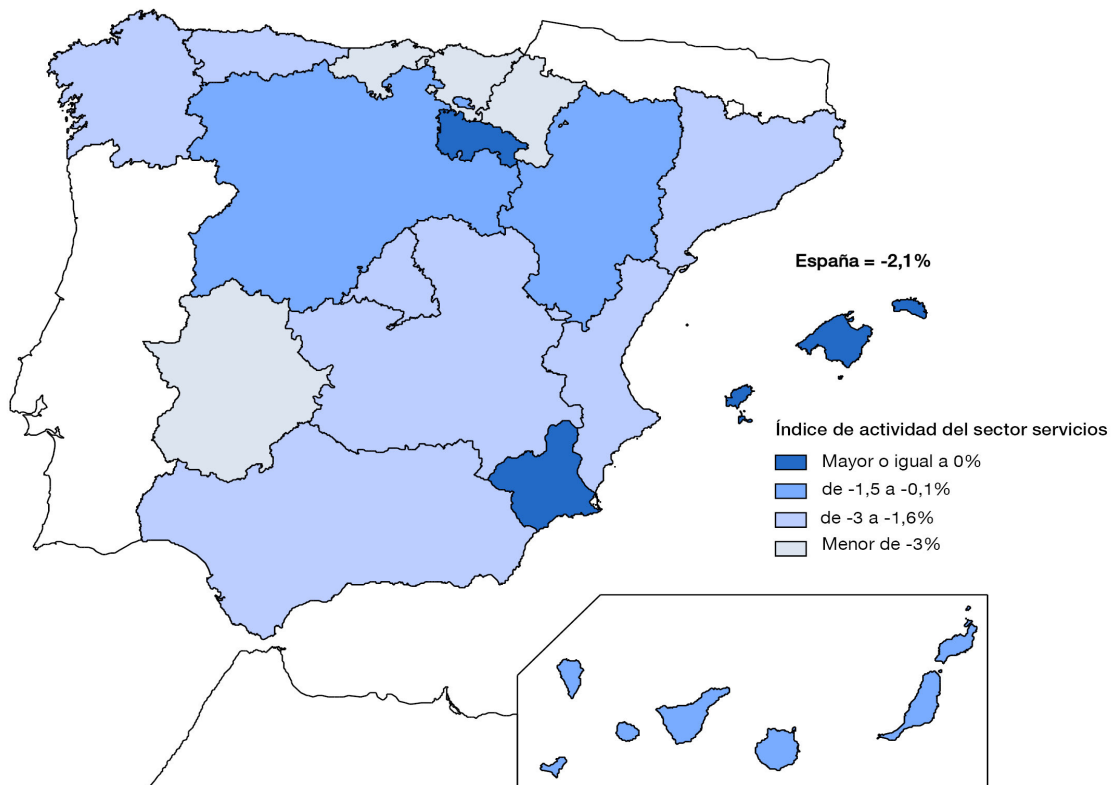 España = -2,1%
Índice de actividad del sector servicios
Mayor o igual a 0%
de -1,5 a -0,1%
de -3 a -1,6%
Menor de -3%